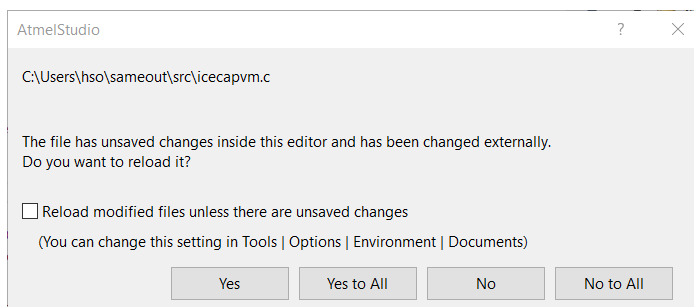 AtmelStudio
?
C:\Users\hso\sameout\src\icecapvm.c
The file has unsaved changes inside this editor and has been changed externally.
Do you want to reload it?
Reload modified files unless there are unsaved changes
(You can change this setting in Tools | Options | Environment | Documents)
Yes
Yes to All
No
No to All